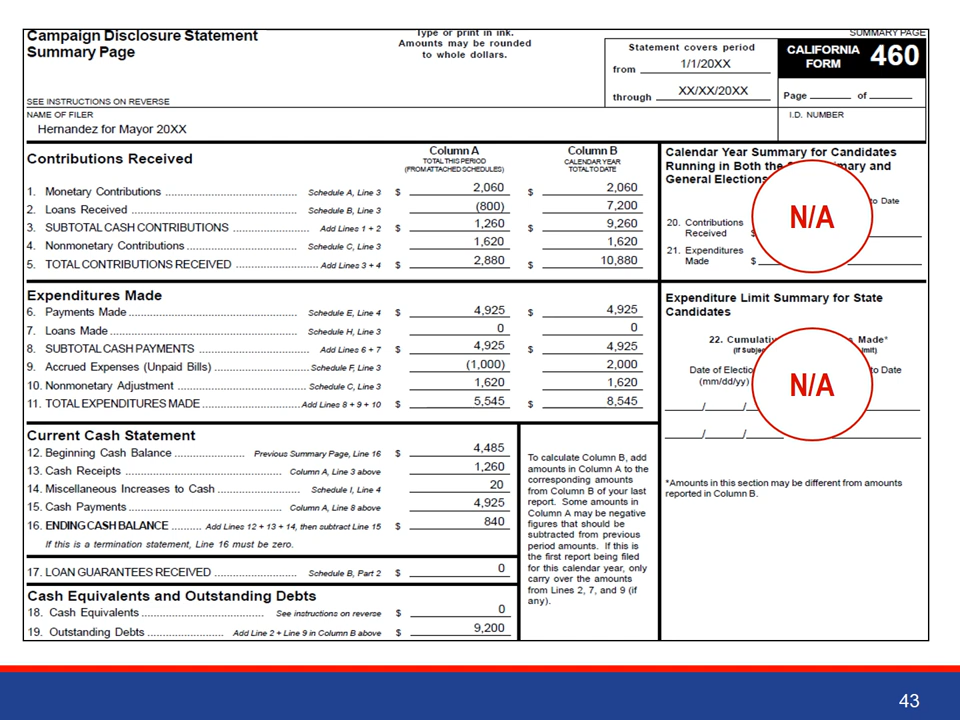 Campaign Disclosure Statement
Summary Page
Type or print in ink.
Amounts may be rounded
to whole dollars.
SUMMARY PAGE
Statement covers period
from 1/1/20XX
through XX/XX/20XX
CALIFORNIA
FORM 460
Page ______ of ______
SEE INSTRUCTIONS ON REVERSE
NAME OF FILER
Hernandez for Mayor 20XX
I.D. NUMBER
Contributions Received
Column A
TOTAL THIS PERIOD
(FROM ATTACHED SCHEDULES)
Column B
CALENDAR YEAR
TOTAL TO DATE
1. Monetary Contributions ... Schedule A, Line 3 $ 2,060 $ 2,060
2. Loans Received ... Schedule B, Line 3 (800) 7,200
3. SUBTOTAL CASH CONTRIBUTIONS ... Add Lines 1 + 2 $ 1,260 $ 9,260
4. Nonmonetary Contributions ... Schedule C, Line 3 1,620 1,620
5. TOTAL CONTRIBUTIONS RECEIVED ... Add Lines 3 + 4 $ 2,880 $ 10,880
Expenditures Made
6. Payments Made ... Schedule E, Line 4 $ 4,925 $ 4,925
7. Loans Made ... Schedule H, Line 3 0 0
8. SUBTOTAL CASH PAYMENTS ... Add Lines 6 + 7 $ 4,925 $ 4,925
9. Accrued Expenses (Unpaid Bills) ... Schedule F, Line 3 (1,000) 2,000
10. Nonmonetary Adjustment ... Schedule C, Line 3 1,620 1,620
11. TOTAL EXPENDITURES MADE ... Add Lines 8 + 9 + 10 $ 5,545 $ 8,545
Current Cash Statement
12. Beginning Cash Balance ... Previous Summary Page, Line 16 $ 4,485
13. Cash Receipts ... Column A, Line 3 above 1,260
14. Miscellaneous Increases to Cash ... Schedule I, Line 4 20
15. Cash Payments ... Column A, Line 8 above 4,925
16. ENDING CASH BALANCE ... Add Lines 12 + 13 + 14, then subtract Line 15 $ 840
If this is a termination statement, Line 16 must be zero.
17. LOAN GUARANTEES RECEIVED ... Schedule B, Part 2 $ 0
Cash Equivalents and Outstanding Debts
18. Cash Equivalents ... See instructions on reverse $ 0
19. Outstanding Debts ... Add Line 2 + Line 9 in Column B above $ 9,200
To calculate Column B, add
amounts in Column A to the
corresponding amounts
from Column B of your last
report. Some amounts in
Column A may be negative
figures that should be
subtracted from previous
period amounts. If this is
the first report being filed
for this calendar year, only
carry over the amounts
from Lines 2, 7, and 9 (if
any).
Calendar Year Summary for Candidates
Running in Both the
and
General Elections
to Date
20. Contributions
Received $
21. Expenditures
Made $
N/A
Expenditure Limit Summary for State
Candidates
22. Made*
(If
Date of to Date
(mm/dd/yy)
N/A
____/____/____
____/____/____
*Amounts in this section may be different from amounts
reported in Column B.
43